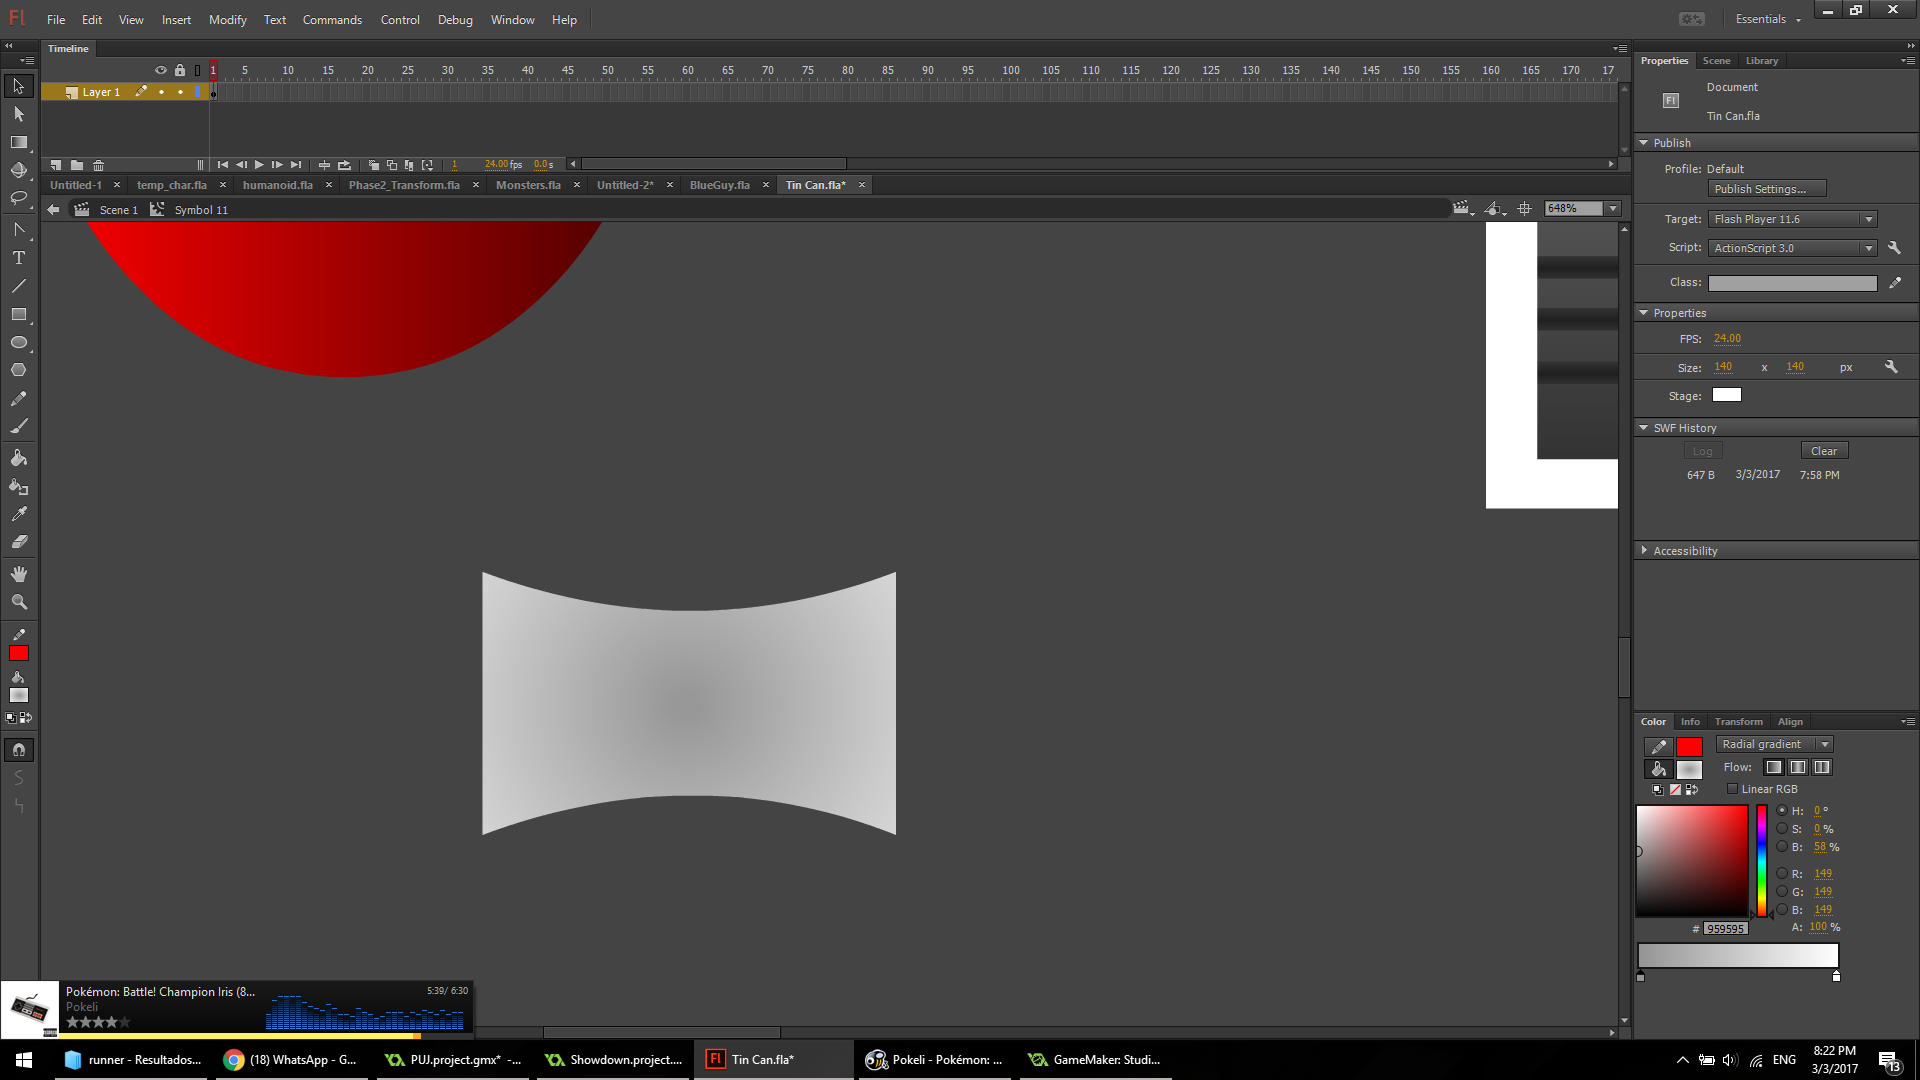 Fl File Edit View Insert Modify Text Commands Control Debug Window Help Essentials
Timeline
1 5 10 15 20 25 30 35 40 45 50 55 60 65 70 75 80 85 90 95 100 105 110 115 120 125 130 135 140 145 150 155 160 165 170 17
Layer 1
1 24.00 fps 0.0 s
Untitled-1 temp_char.fla humanoid.fla Phase2_Transform.fla Monsters.fla Untitled-2* BlueGuy.fla Tin Can.fla*
Scene 1 Symbol 11 648%
T
Properties Scene Library
Document
Fl
Tin Can.fla
Publish
Profile: Default
Publish Settings...
Target: Flash Player 11.6
Script: ActionScript 3.0
Class:
Properties
FPS: 24.00
Size: 140 x 140 px
Stage:
SWF History
Log Clear
647 B 3/3/2017 7:58 PM
Accessibility
Color Info Transform Align
Radial gradient
Flow:
Linear RGB
H: 0 °
S: 0 %
B: 58 %
R: 149
G: 149
B: 149
# 959595 A: 100 %
Pokémon: Battle! Champion Iris (8... 5:39/ 6:30
Pokeli
runner - Resultados... (18) WhatsApp - G... PUJ.project.gmx* -... Showdown.project.... Fl Tin Can.fla* Pokeli - Pokémon: ... GameMaker: Studi...
ENG 8:22 PM
3/3/2017 13